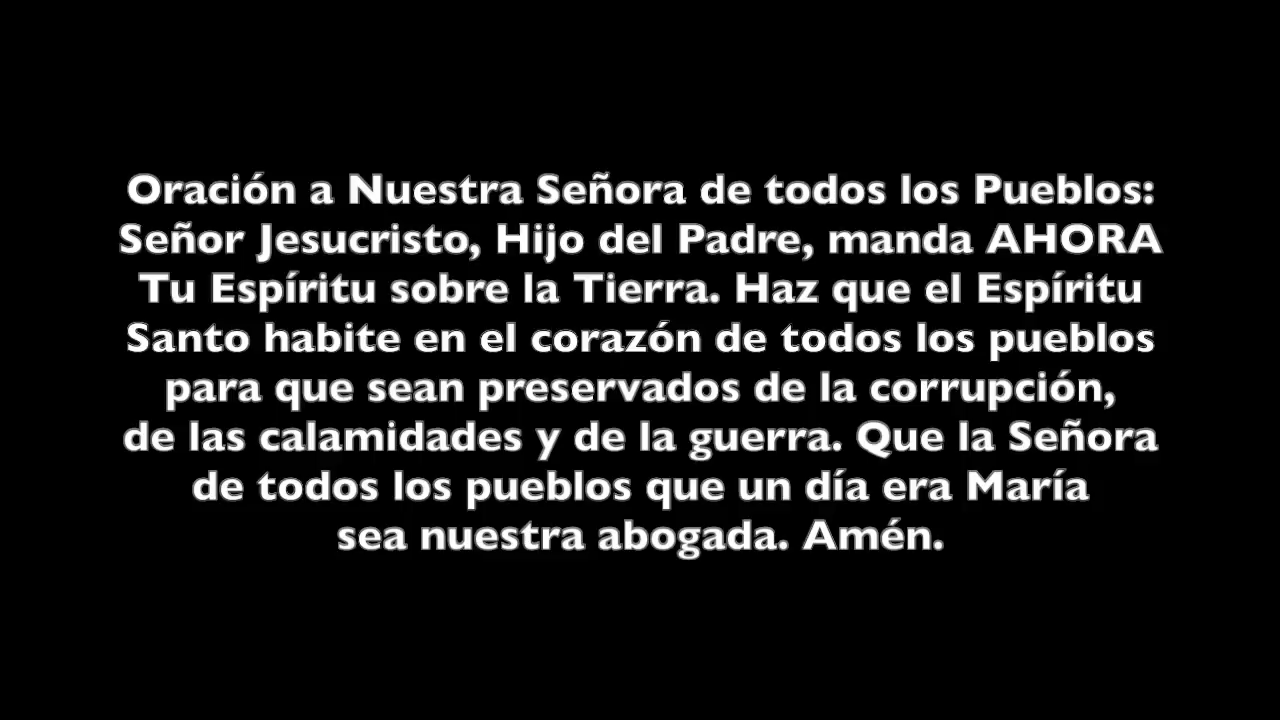 Oración a Nuestra Señora de todos los Pueblos:
Señor Jesucristo, Hijo del Padre, manda AHORA
Tu Espíritu sobre la Tierra. Haz que el Espíritu
Santo habite en el corazón de todos los pueblos
para que sean preservados de la corrupción,
de las calamidades y de la guerra. Que la Señora
de todos los pueblos que un día era María
sea nuestra abogada. Amén.